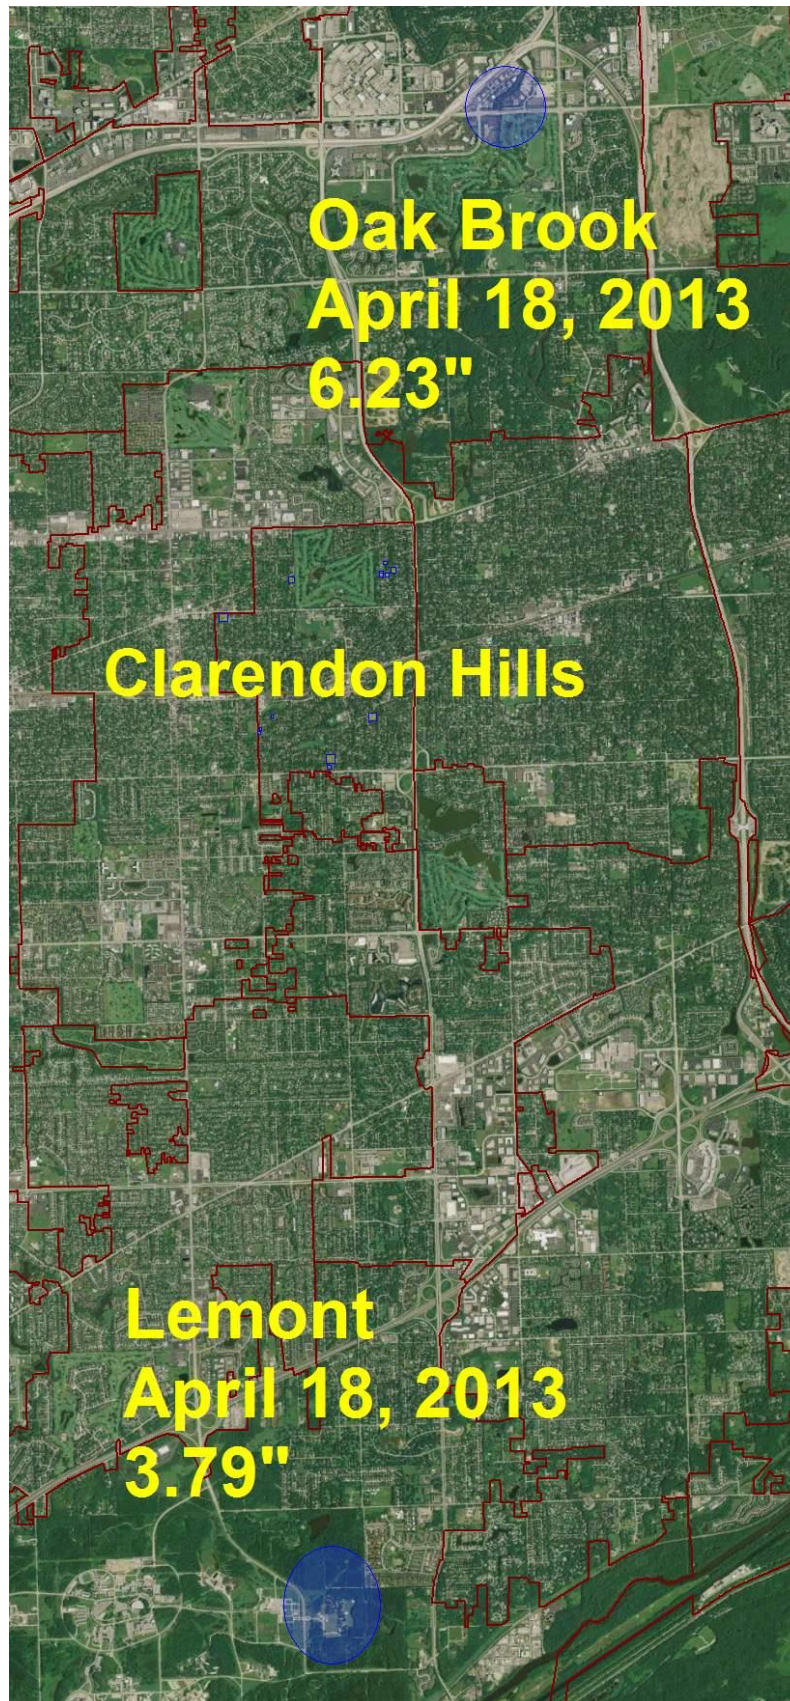 Oak Brook
April 18, 2013
6.23"
Clarendon Hills
Lemont
April 18, 2013
3.79"